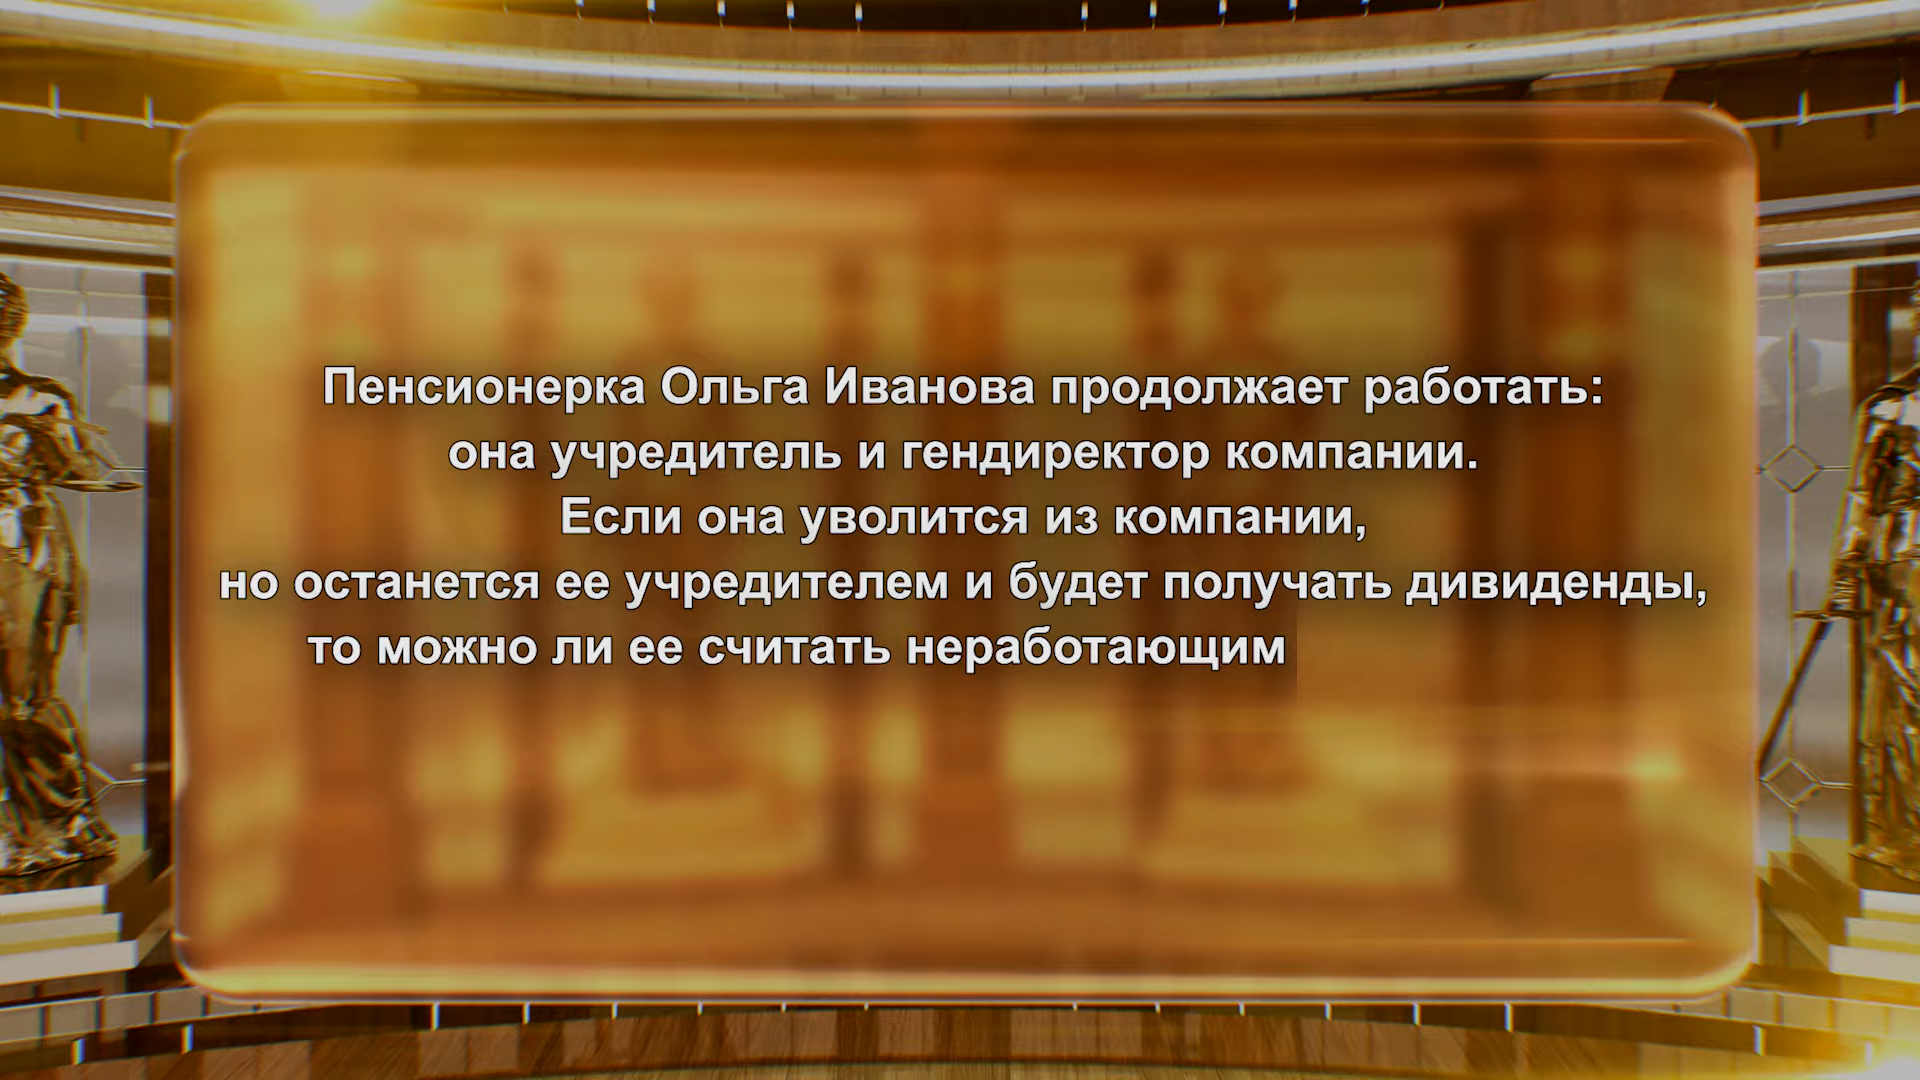 Пенсионерка Ольга Иванова продолжает работать:
она учредитель и гендиректор компании.
Если она уволится из компании,
но останется ее учредителем и будет получать дивиденды,
то можно ли ее считать неработающим